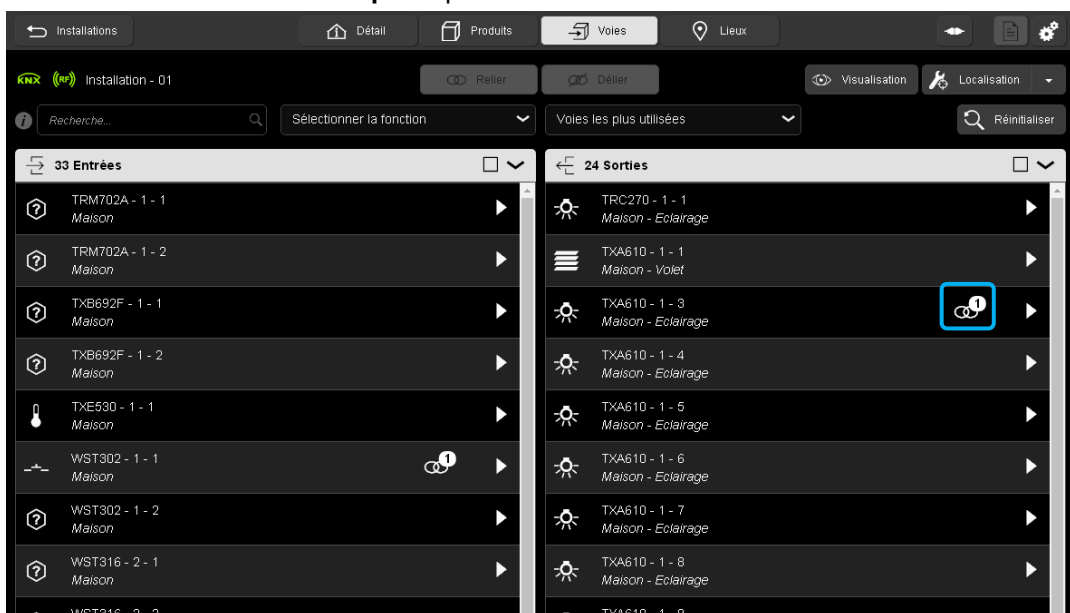 Installations
Détail
Produits
Voies
Lieux
KNX (RF) Installation - 01
Relier
Délier
Visualisation
Localisation
Recherche...
Sélectionner la fonction
Voies les plus utilisées
Réinitialiser
33 Entrées
TRM702A - 1 - 1
Maison
TRM702A - 1 - 2
Maison
TXB692F - 1 - 1
Maison
TXB692F - 1 - 2
Maison
TXE530 - 1 - 1
Maison
WST302 - 1 - 1
Maison
1
WST302 - 1 - 2
Maison
WST316 - 2 - 1
Maison
24 Sorties
TRC270 - 1 - 1
Maison - Eclairage
TXA610 - 1 - 1
Maison - Volet
TXA610 - 1 - 3
Maison - Eclairage
1
TXA610 - 1 - 4
Maison - Eclairage
TXA610 - 1 - 5
Maison - Eclairage
TXA610 - 1 - 6
Maison - Eclairage
TXA610 - 1 - 7
Maison - Eclairage
TXA610 - 1 - 8
Maison - Eclairage